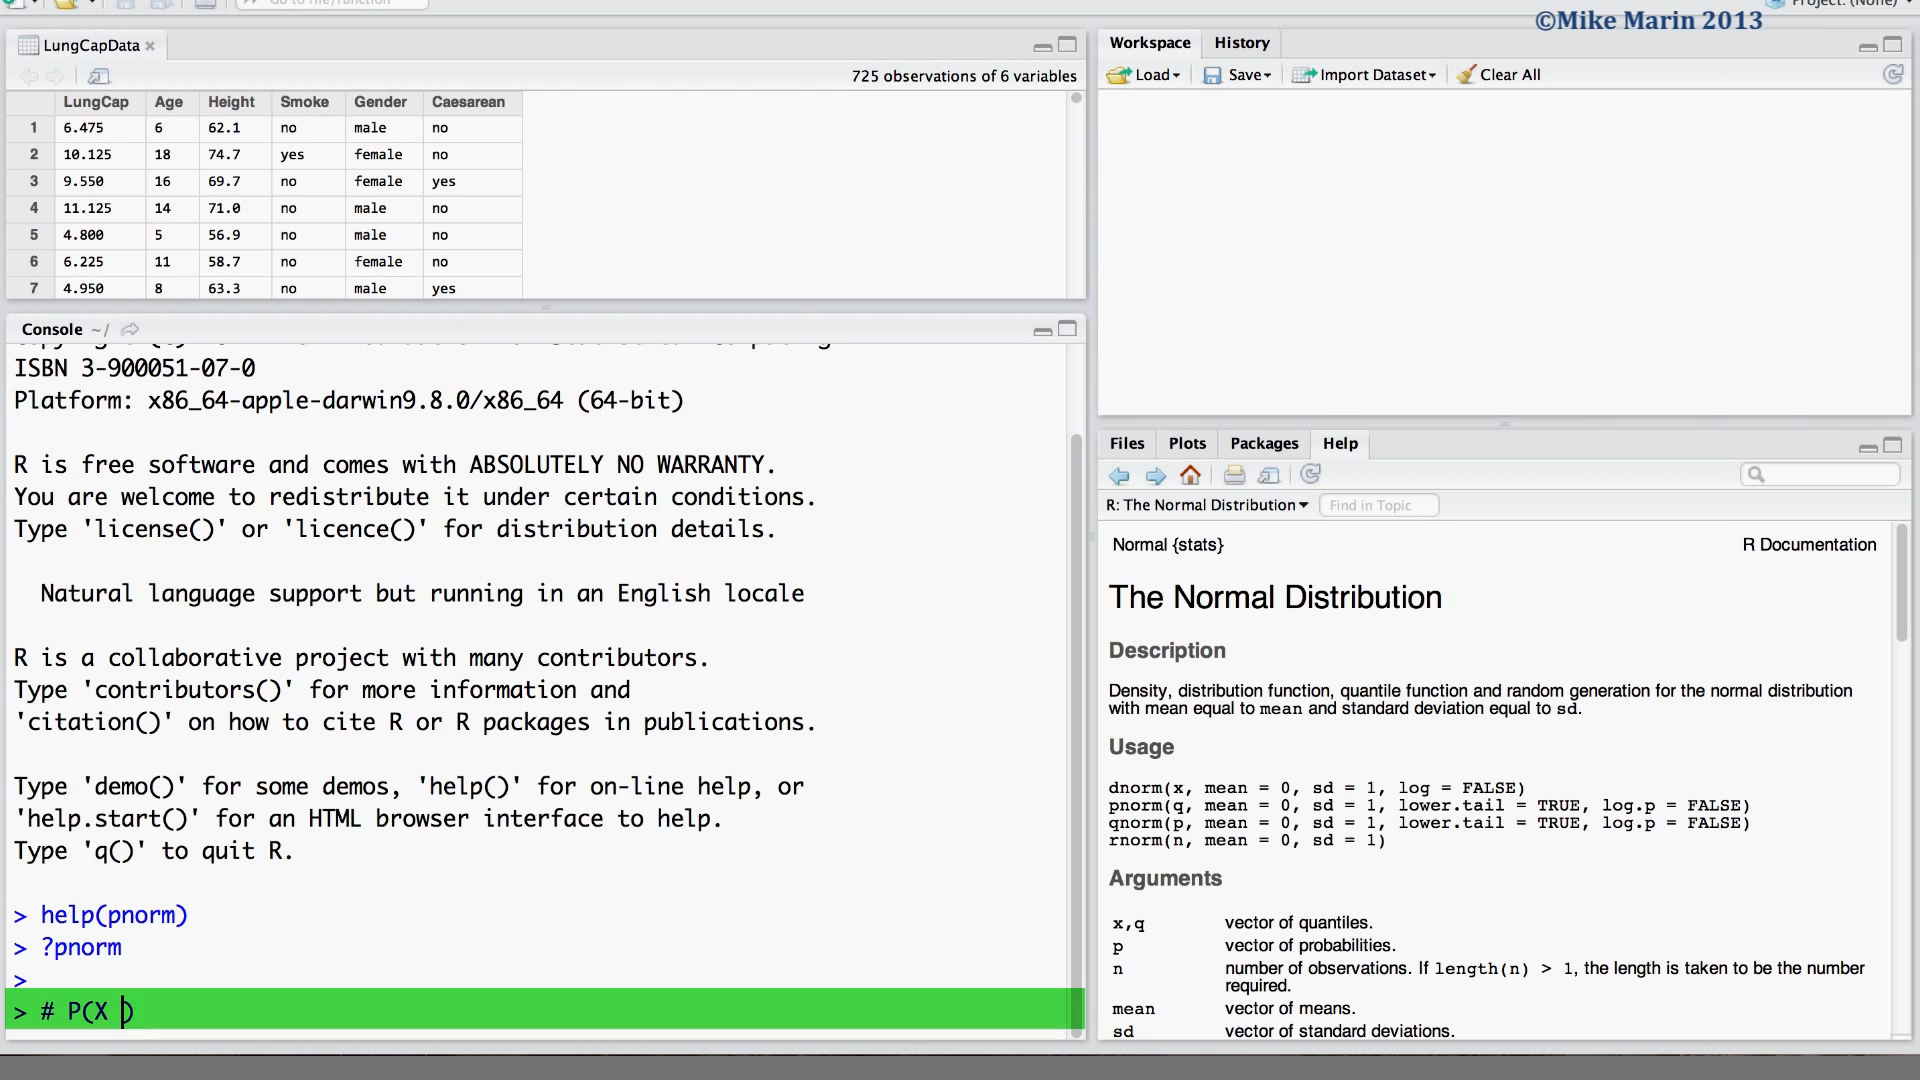 Go to file/function
Project: (None)
©Mike Marin 2013
LungCapData
725 observations of 6 variables
LungCap Age Height Smoke Gender Caesarean
1 6.475 6 62.1 no male no
2 10.125 18 74.7 yes female no
3 9.550 16 69.7 no female yes
4 11.125 14 71.0 no male no
5 4.800 5 56.9 no male no
6 6.225 11 58.7 no female no
7 4.950 8 63.3 no male yes
Console ~/
ISBN 3-900051-07-0
Platform: x86_64-apple-darwin9.8.0/x86_64 (64-bit)
R is free software and comes with ABSOLUTELY NO WARRANTY.
You are welcome to redistribute it under certain conditions.
Type 'license()' or 'licence()' for distribution details.
Natural language support but running in an English locale
R is a collaborative project with many contributors.
Type 'contributors()' for more information and
'citation()' on how to cite R or R packages in publications.
Type 'demo()' for some demos, 'help()' for on-line help, or
'help.start()' for an HTML browser interface to help.
Type 'q()' to quit R.
> help(pnorm)
> ?pnorm
>
> # P(X )
Workspace History
Load Save Import Dataset Clear All
Files Plots Packages Help
R: The Normal Distribution Find in Topic
Normal {stats} R Documentation
The Normal Distribution
Description
Density, distribution function, quantile function and random generation for the normal distribution
with mean equal to mean and standard deviation equal to sd.
Usage
dnorm(x, mean = 0, sd = 1, log = FALSE)
pnorm(q, mean = 0, sd = 1, lower.tail = TRUE, log.p = FALSE)
qnorm(p, mean = 0, sd = 1, lower.tail = TRUE, log.p = FALSE)
rnorm(n, mean = 0, sd = 1)
Arguments
x,q vector of quantiles.
p vector of probabilities.
n number of observations. If length(n) > 1, the length is taken to be the number
required.
mean vector of means.
sd vector of standard deviations.